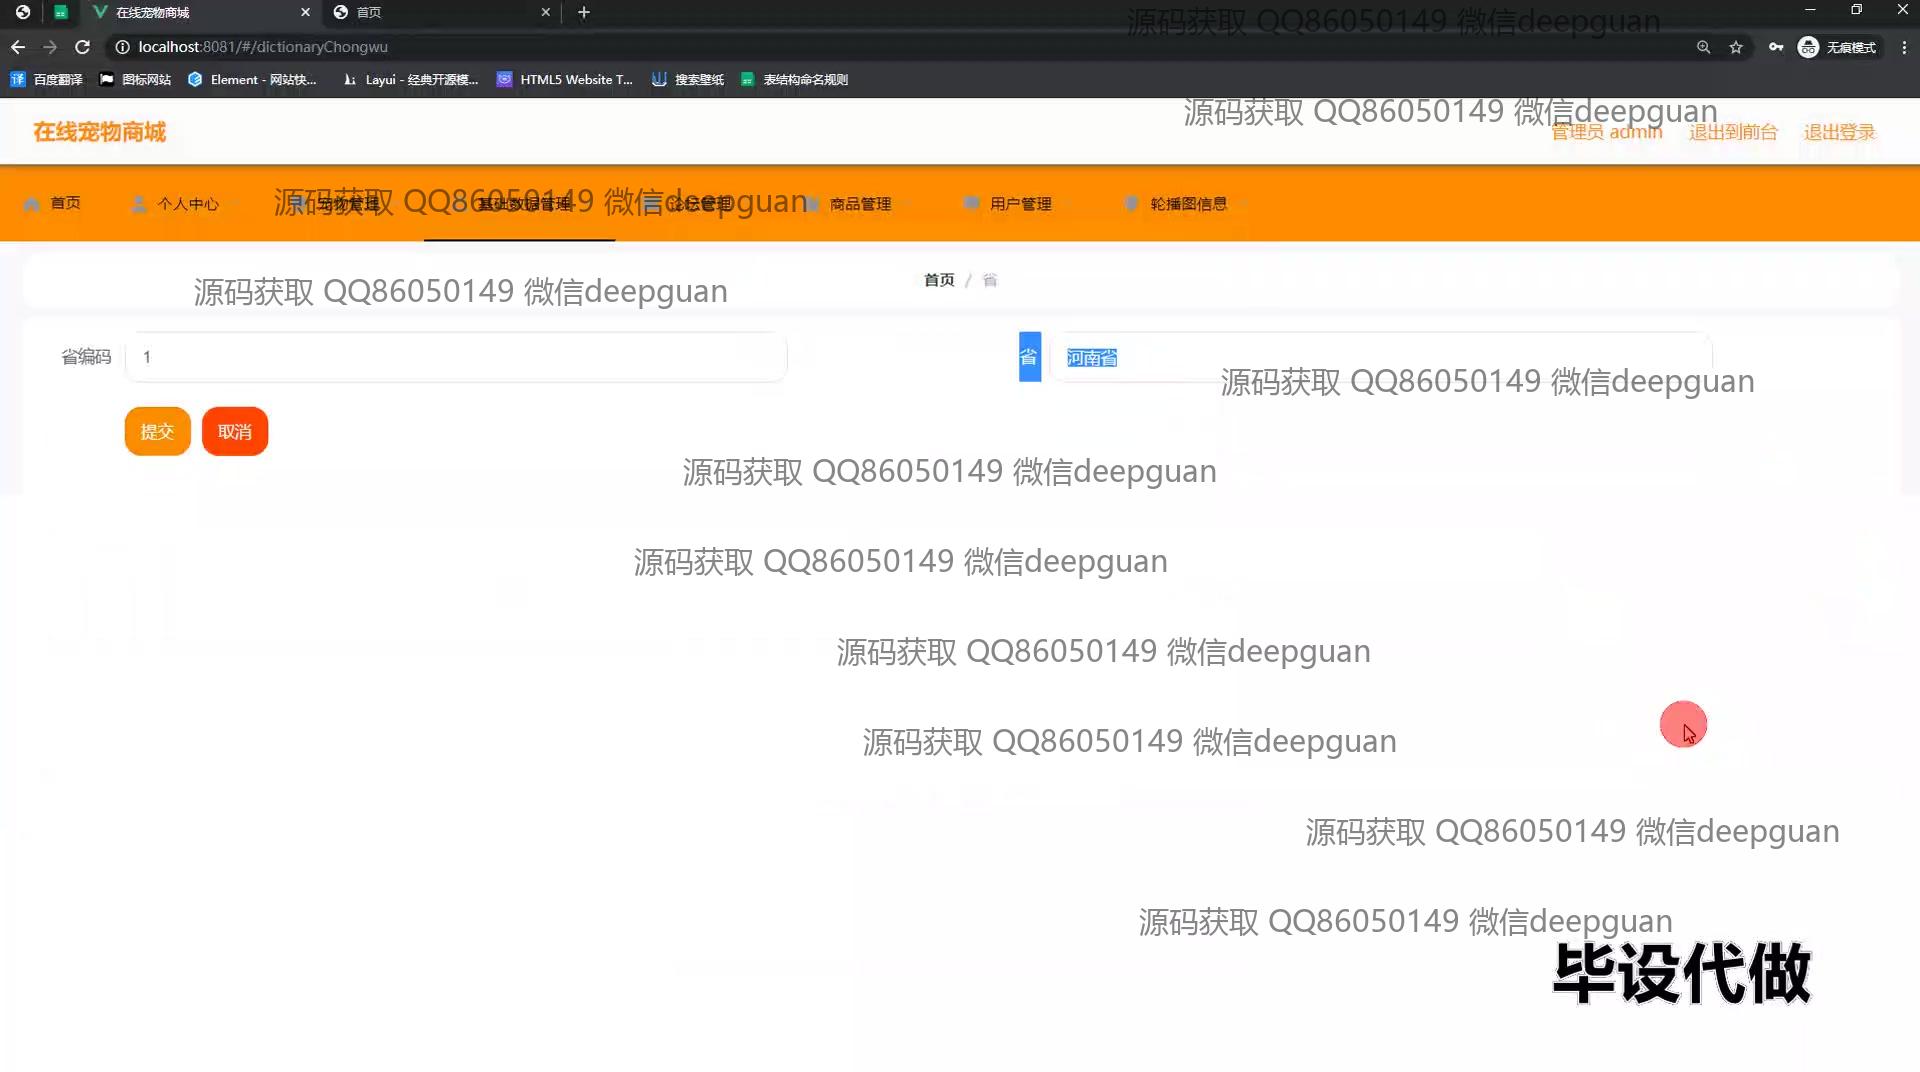 在线宠物商城
首页
源码获取 QQ86050149 微信deepguan
localhost:8081/#/dictionaryChongwu
无痕模式
百度翻译
图标网站
Element - 网站快...
Layui - 经典开源模...
HTML5 Website T...
搜索壁纸
表结构命名规则
源码获取 QQ86050149 微信deepguan
在线宠物商城
管理员 admin
退出到前台
退出登录
首页
个人中心
宠物管理
基础数据管理
论坛管理
商品管理
用户管理
轮播图信息
源码获取 QQ86050149 微信deepguan
首页 / 省
源码获取 QQ86050149 微信deepguan
省编码
1
省
河南省
源码获取 QQ86050149 微信deepguan
提交
取消
源码获取 QQ86050149 微信deepguan
源码获取 QQ86050149 微信deepguan
源码获取 QQ86050149 微信deepguan
源码获取 QQ86050149 微信deepguan
源码获取 QQ86050149 微信deepguan
源码获取 QQ86050149 微信deepguan
毕设代做